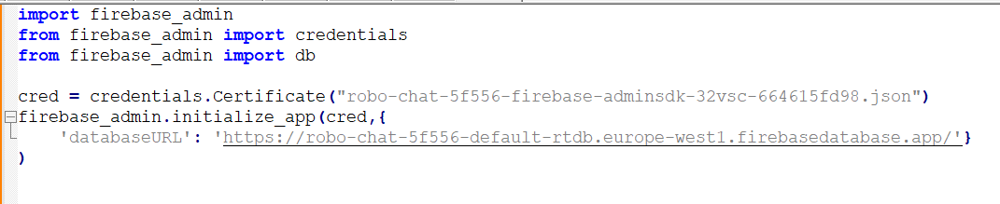 import firebase_admin
from firebase_admin import credentials
from firebase_admin import db
cred = credentials.Certificate("robo-chat-5f556-firebase-adminsdk-32vsc-664615fd98.json")
firebase_admin.initialize_app(cred,{
'databaseURL': 'https://robo-chat-5f556-default-rtdb.europe-west1.firebasedatabase.app/'}
)